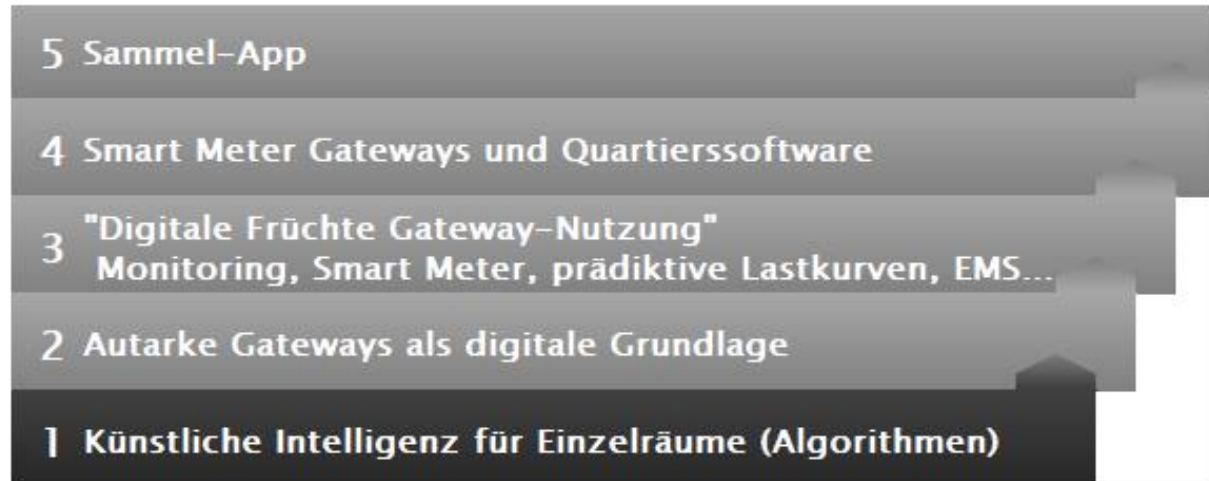 5 Sammel-App
4 Smart Meter Gateways und Quartierssoftware
3 "Digitale Früchte Gateway-Nutzung"
Monitoring, Smart Meter, prädiktive Lastkurven, EMS...
2 Autarke Gateways als digitale Grundlage
1 Künstliche Intelligenz für Einzelräume (Algorithmen)